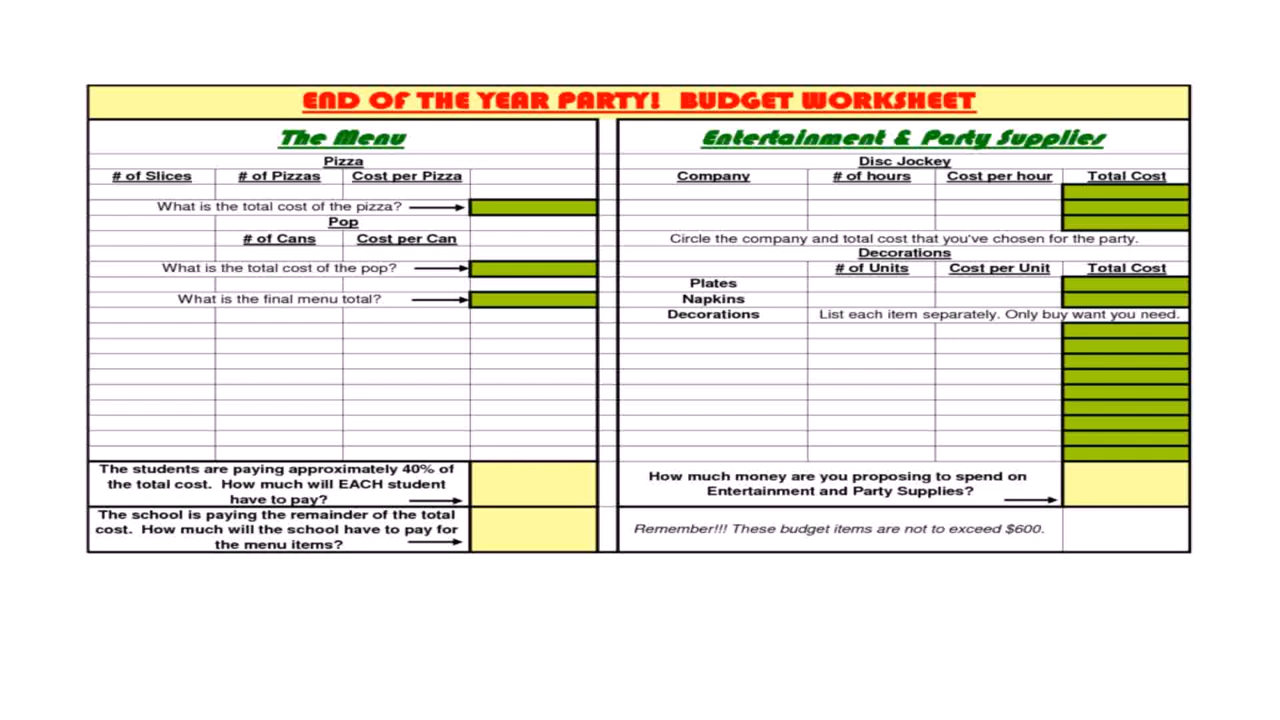 END OF THE YEAR PARTY! BUDGET WORKSHEET
The Menu
Pizza
# of Slices # of Pizzas Cost per Pizza
What is the total cost of the pizza?
Pop
# of Cans Cost per Can
What is the total cost of the pop?
What is the final menu total?
The students are paying approximately 40% of
the total cost. How much will EACH student
have to pay?
The school is paying the remainder of the total
cost. How much will the school have to pay for
the menu items?
Entertainment & Party Supplies
Disc Jockey
Company # of hours Cost per hour Total Cost
Circle the company and total cost that you've chosen for the party.
Decorations
# of Units Cost per Unit Total Cost
Plates
Napkins
Decorations List each item separately. Only buy want you need.
How much money are you proposing to spend on
Entertainment and Party Supplies?
Remember!!! These budget items are not to exceed $600.